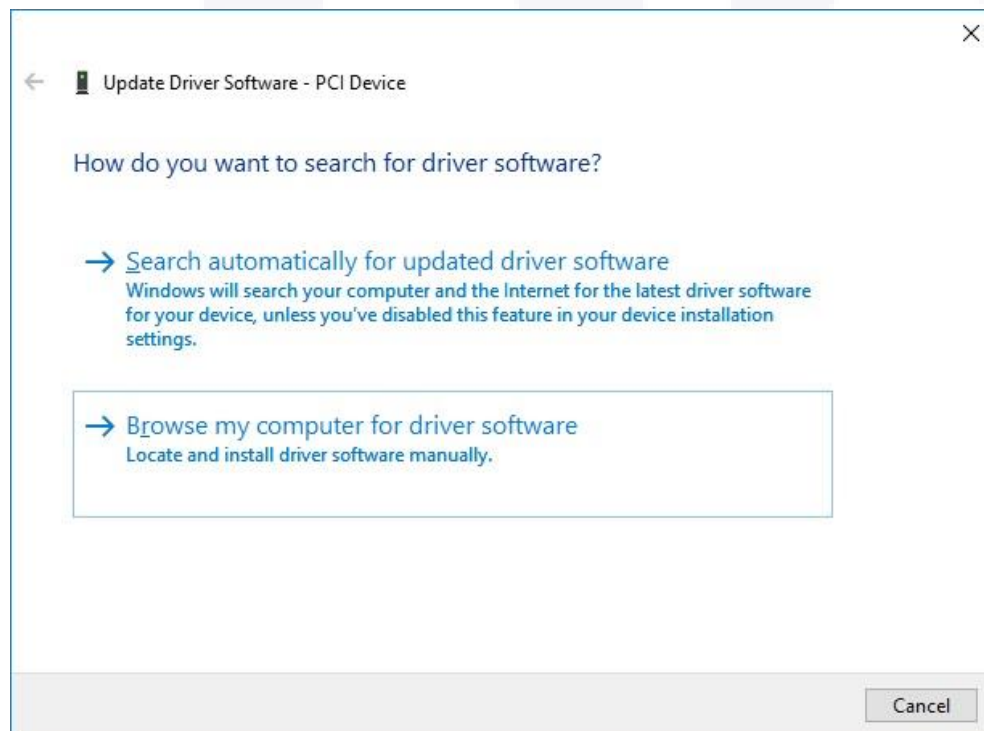 Update Driver Software - PCI Device
How do you want to search for driver software?
Search automatically for updated driver software
Windows will search your computer and the Internet for the latest driver software
for your device, unless you've disabled this feature in your device installation
settings.
Browse my computer for driver software
Locate and install driver software manually.
Cancel